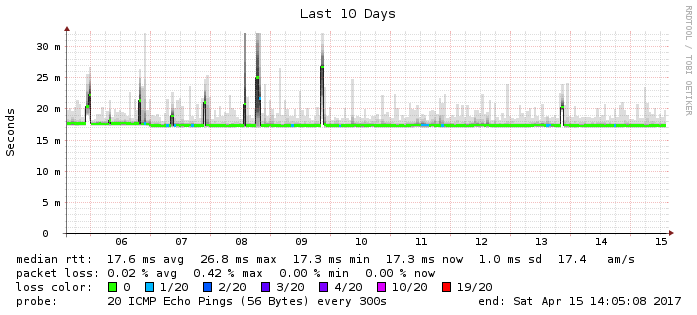 Last 10 Days
RRDTOOL / TOBI OETIKER
Seconds
30 m
25 m
20 m
15 m
10 m
5 m
0
06 07 08 09 10 11 12 13 14 15
median rtt: 17.6 ms avg 26.8 ms max 17.3 ms min 17.3 ms now 1.0 ms sd 17.4 am/s
packet loss: 0.02 % avg 0.42 % max 0.00 % min 0.00 % now
loss color: 0 1/20 2/20 3/20 4/20 10/20 19/20
probe: 20 ICMP Echo Pings (56 Bytes) every 300s end: Sat Apr 15 14:05:08 2017